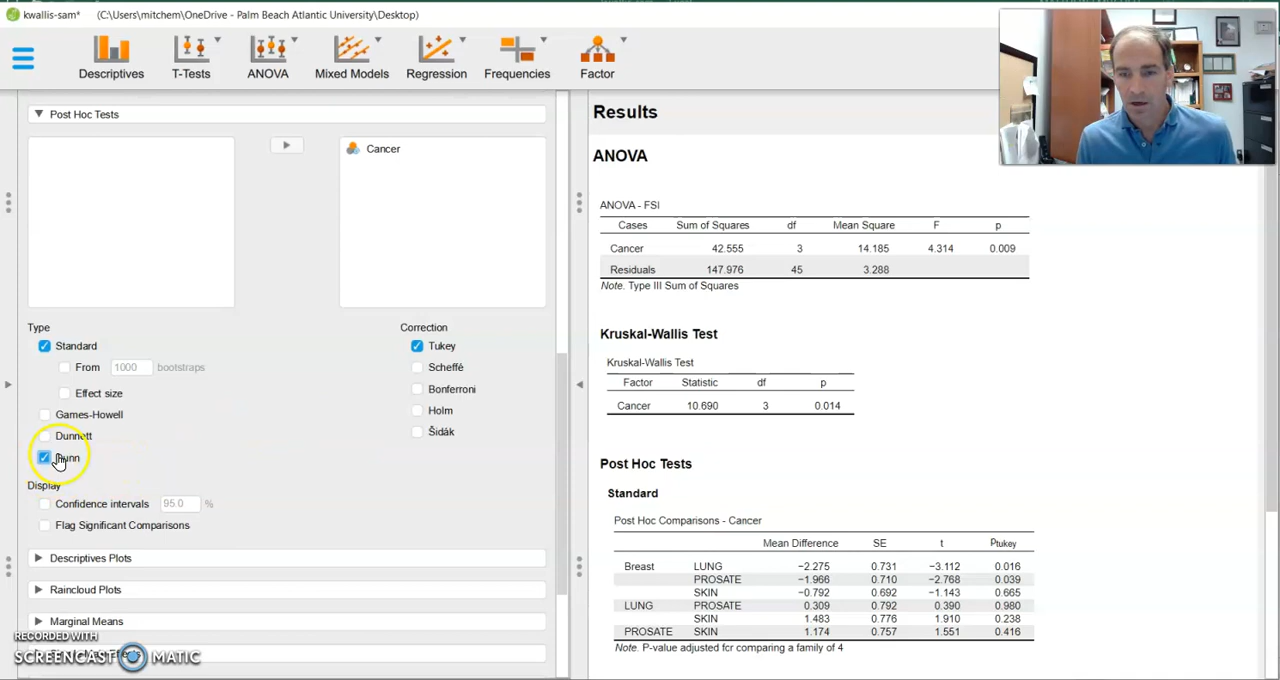 kwallis-sam* (C:\Users\mitchem\OneDrive - Palm Beach Atlantic University\Desktop)
Descriptives T-Tests ANOVA Mixed Models Regression Frequencies Factor
Post Hoc Tests
Cancer
Type
Correction
Standard
Tukey
From 1000 bootstraps
Scheffé
Effect size
Bonferroni
Games-Howell
Holm
Dunnett
Šidák
Display
Confidence intervals 95.0 %
Flag Significant Comparisons
Descriptives Plots
Raincloud Plots
Marginal Means
RECORDED WITH
SCREENCAST MATIC
Results
ANOVA
ANOVA - FSI
Cases Sum of Squares df Mean Square F p
Cancer 42.555 3 14.185 4.314 0.009
Residuals 147.976 45 3.288
Note. Type III Sum of Squares
Kruskal-Wallis Test
Kruskal-Wallis Test
Factor Statistic df p
Cancer 10.690 3 0.014
Post Hoc Tests
Standard
Post Hoc Comparisons - Cancer
Mean Difference SE t ptukey
Breast LUNG −2.275 0.731 −3.112 0.016
PROSATE −1.966 0.710 −2.768 0.039
SKIN −0.792 0.692 −1.143 0.665
LUNG PROSATE 0.309 0.792 0.390 0.980
SKIN 1.483 0.776 1.910 0.238
PROSATE SKIN 1.174 0.757 1.551 0.416
Note. P-value adjusted for comparing a family of 4